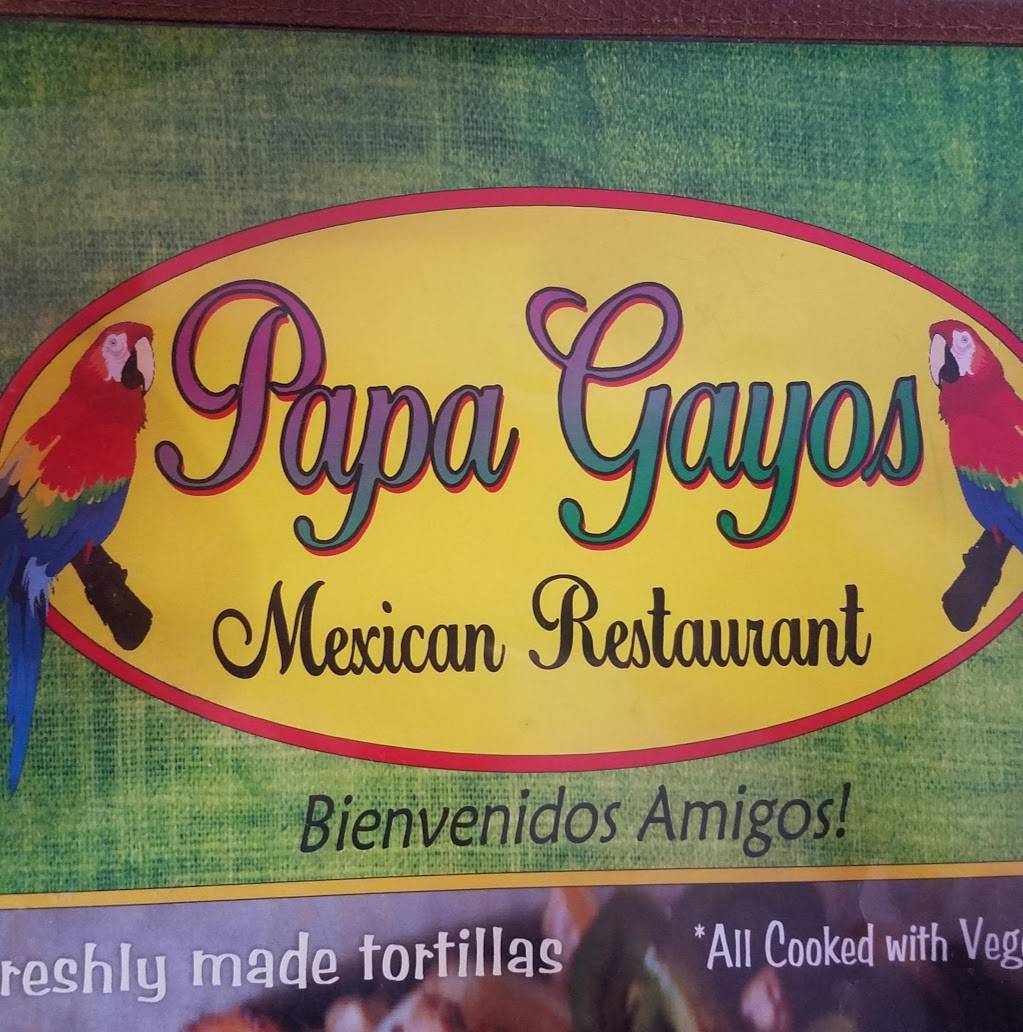 Papa Gayos
Mexican Restaurant
Bienvenidos Amigos!
reshly made tortillas
*All Cooked with Veg